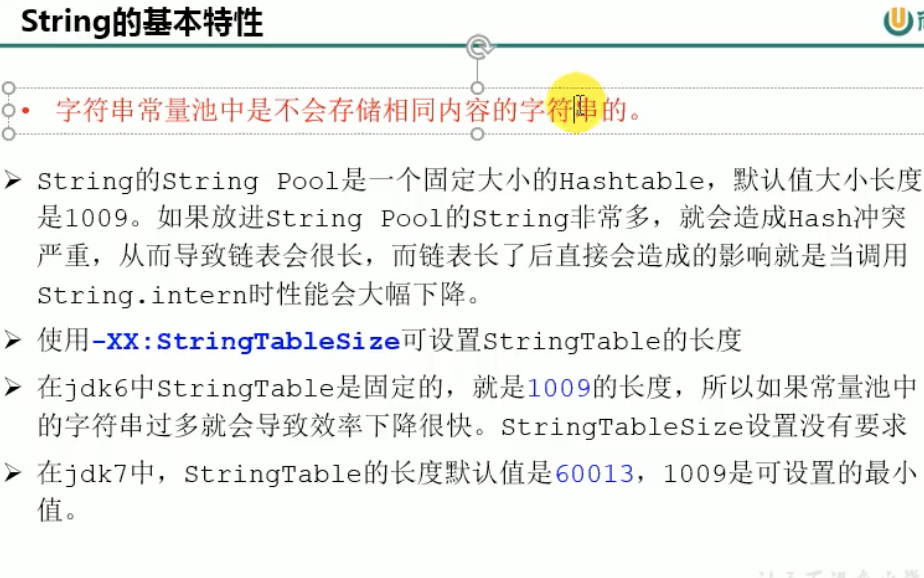 String的基本特性
• 字符串常量池中是不会存储相同内容的字符串的。
➢ String的String Pool是一个固定大小的Hashtable，默认值大小长度
是1009。如果放进String Pool的String非常多，就会造成Hash冲突
严重，从而导致链表会很长，而链表长了后直接会造成的影响就是当调用
String.intern时性能会大幅下降。
➢ 使用-XX:StringTableSize可设置StringTable的长度
➢ 在jdk6中StringTable是固定的，就是1009的长度，所以如果常量池中
的字符串过多就会导致效率下降很快。StringTableSize设置没有要求
➢ 在jdk7中，StringTable的长度默认值是60013，1009是可设置的最小
值。